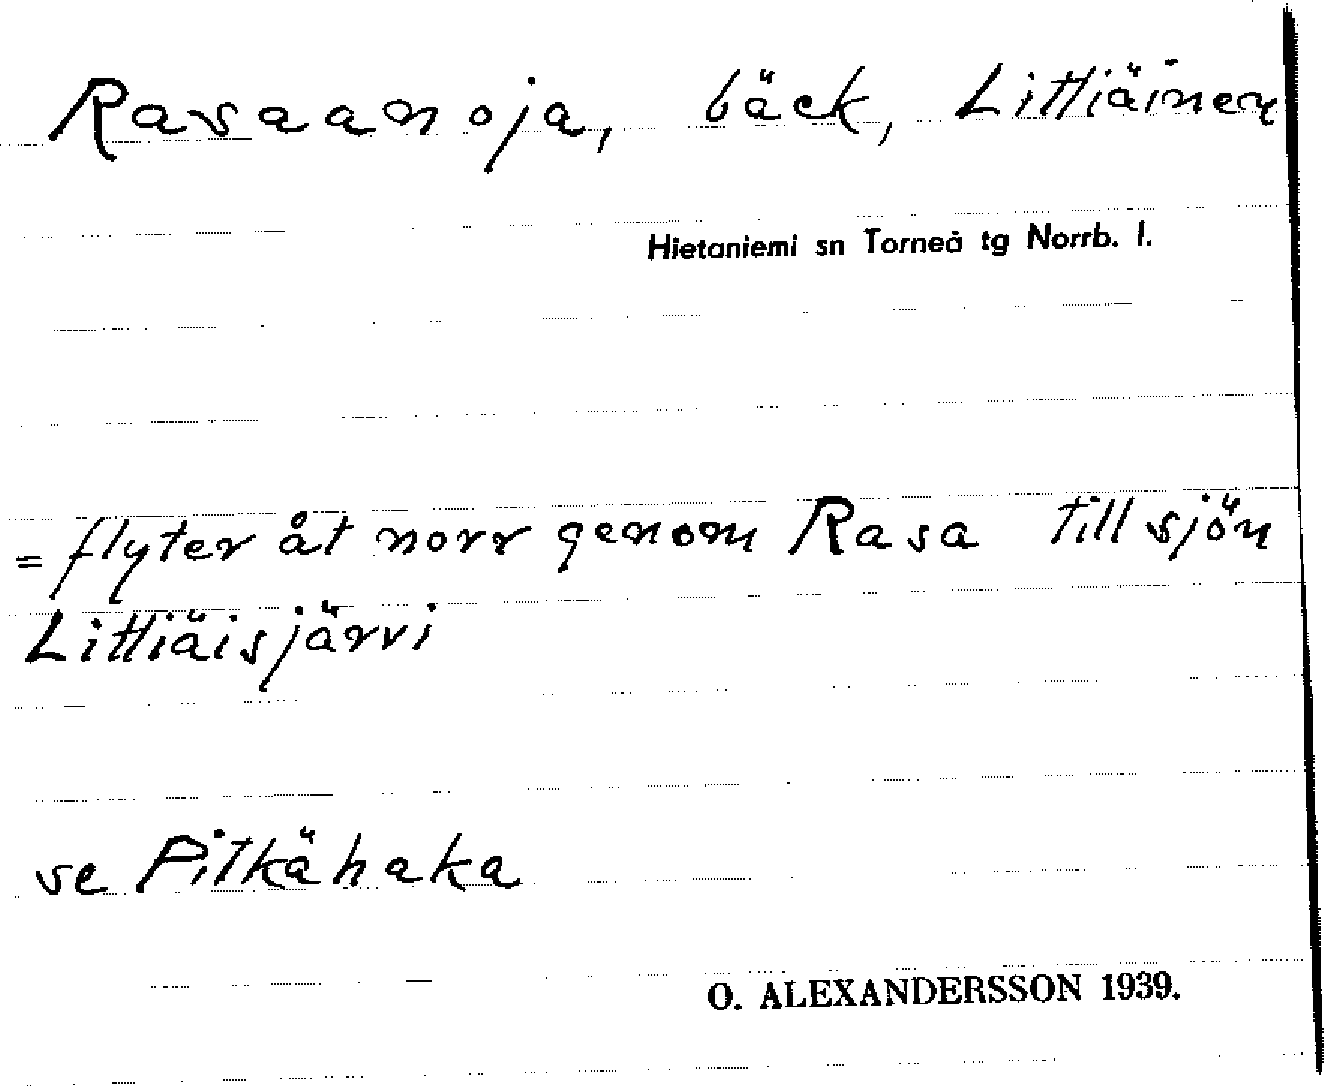 Rasaanoja, bäck, Littiäinen
Hietaniemi sn Torneå tg Norrb. l.
= flyter åt norr genom Rasa till sjön
Littiäisjärvi
se Pitkähaka
O. ALEXANDERSSON 1939.